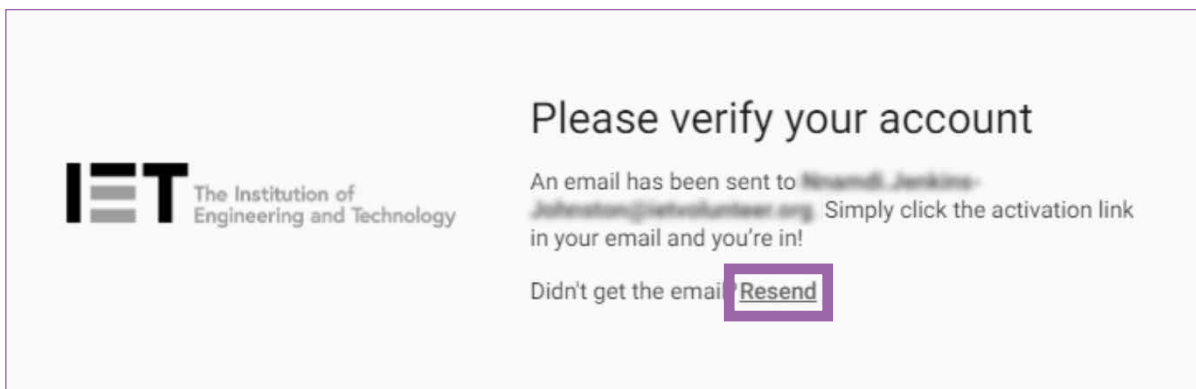 IET
The Institution of
Engineering and Technology
Please verify your account
An email has been sent to
Simply click the activation link
in your email and you're in!
Didn't get the email? Resend